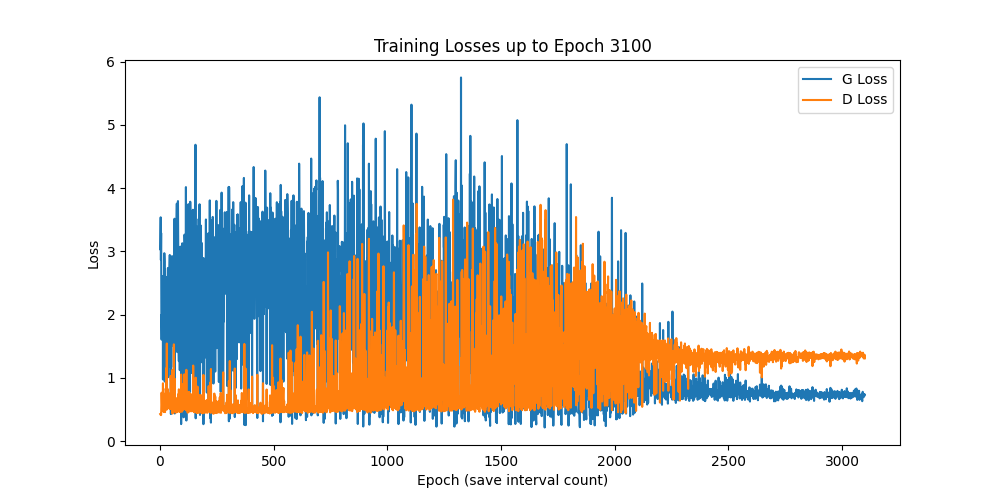 Training Losses up to Epoch 3100
G Loss
D Loss
6
5
4
3
2
1
0
Loss
0 500 1000 1500 2000 2500 3000
Epoch (save interval count)